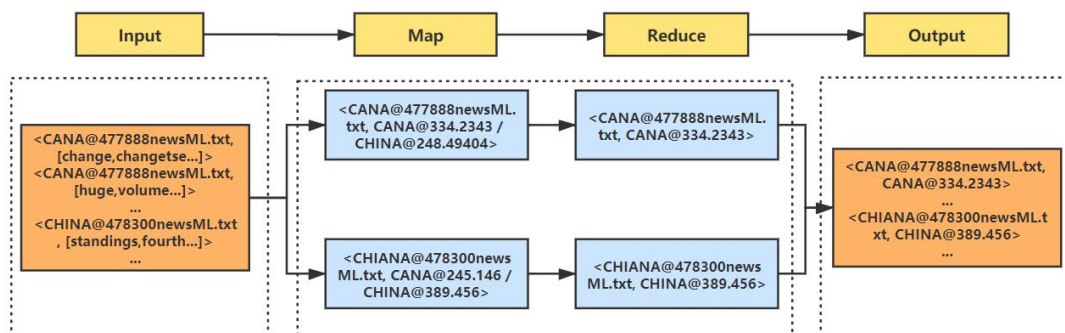 Input
Map
Reduce
Output
<CANA@477888newsML.txt,
[change,changetse...]>
<CANA@477888newsML.txt,
[huge,volume...]>
...
<CHINA@478300newsML.txt
, [standings,fourth...]>
...
<CANA@477888newsML.
txt, CANA@334.2343 /
CHINA@248.49404>
<CANA@477888newsML.
txt, CANA@334.2343>
<CHIANA@478300news
ML.txt, CANA@245.146 /
CHINA@389.456>
<CHIANA@478300news
ML.txt, CHINA@389.456>
<CANA@477888newsML.txt,
CANA@334.2343>
...
<CHIANA@478300newsML.t
xt, CHINA@389.456>
...